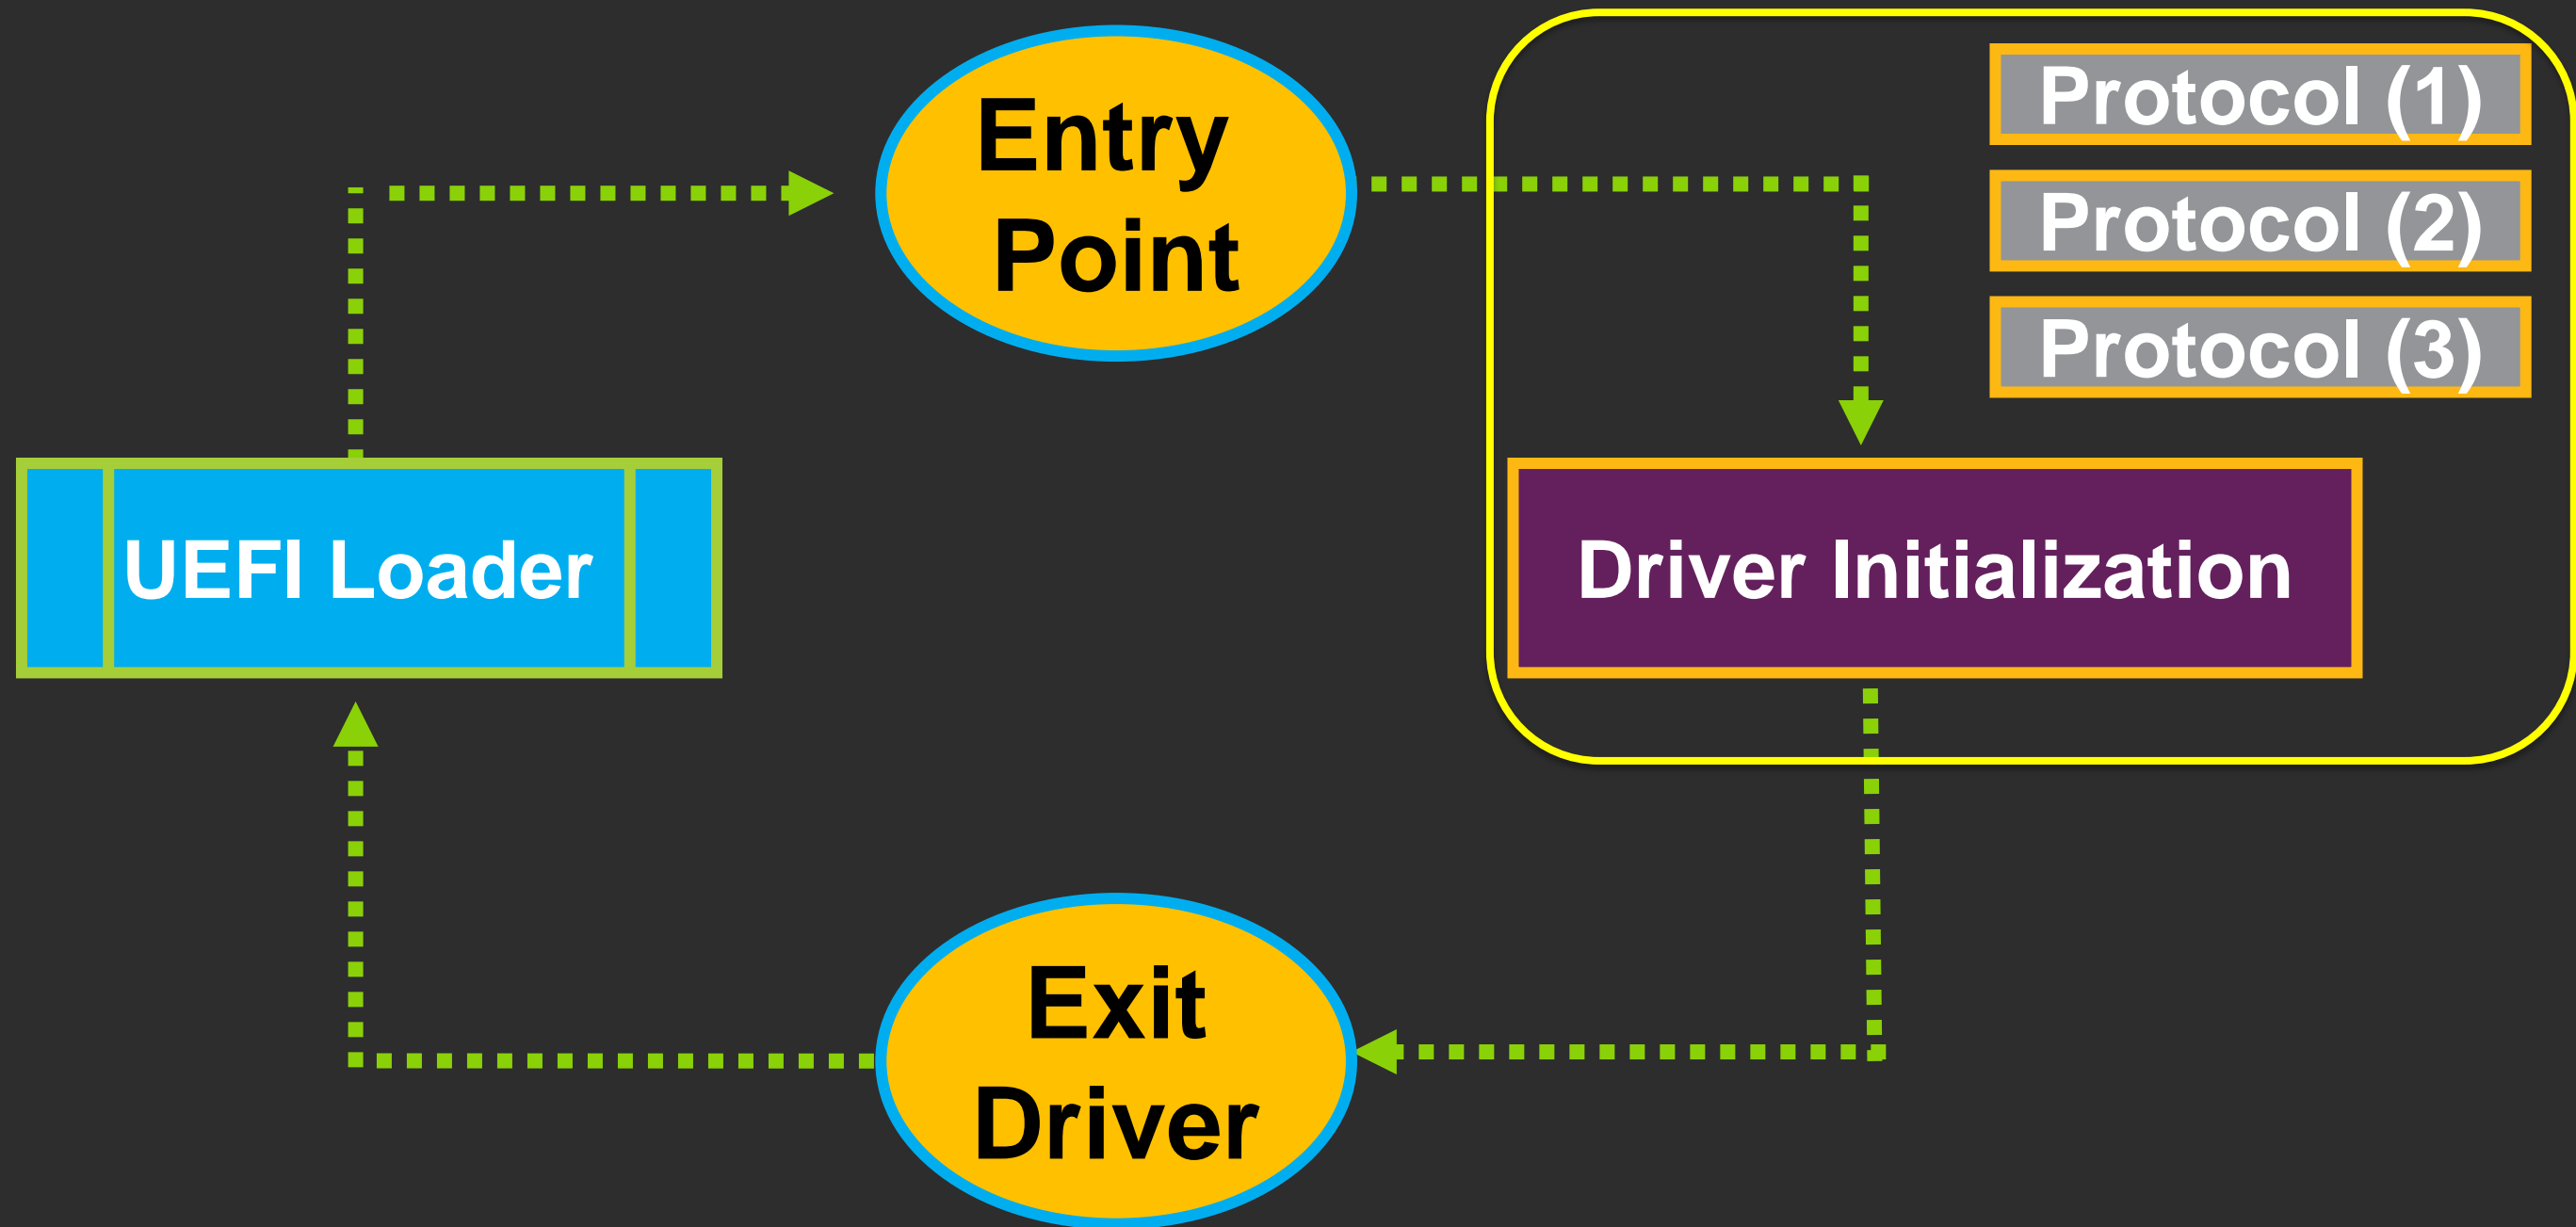 Entry
Point
Protocol (1)
Protocol (2)
Protocol (3)
UEFI Loader
Driver Initialization
Exit
Driver